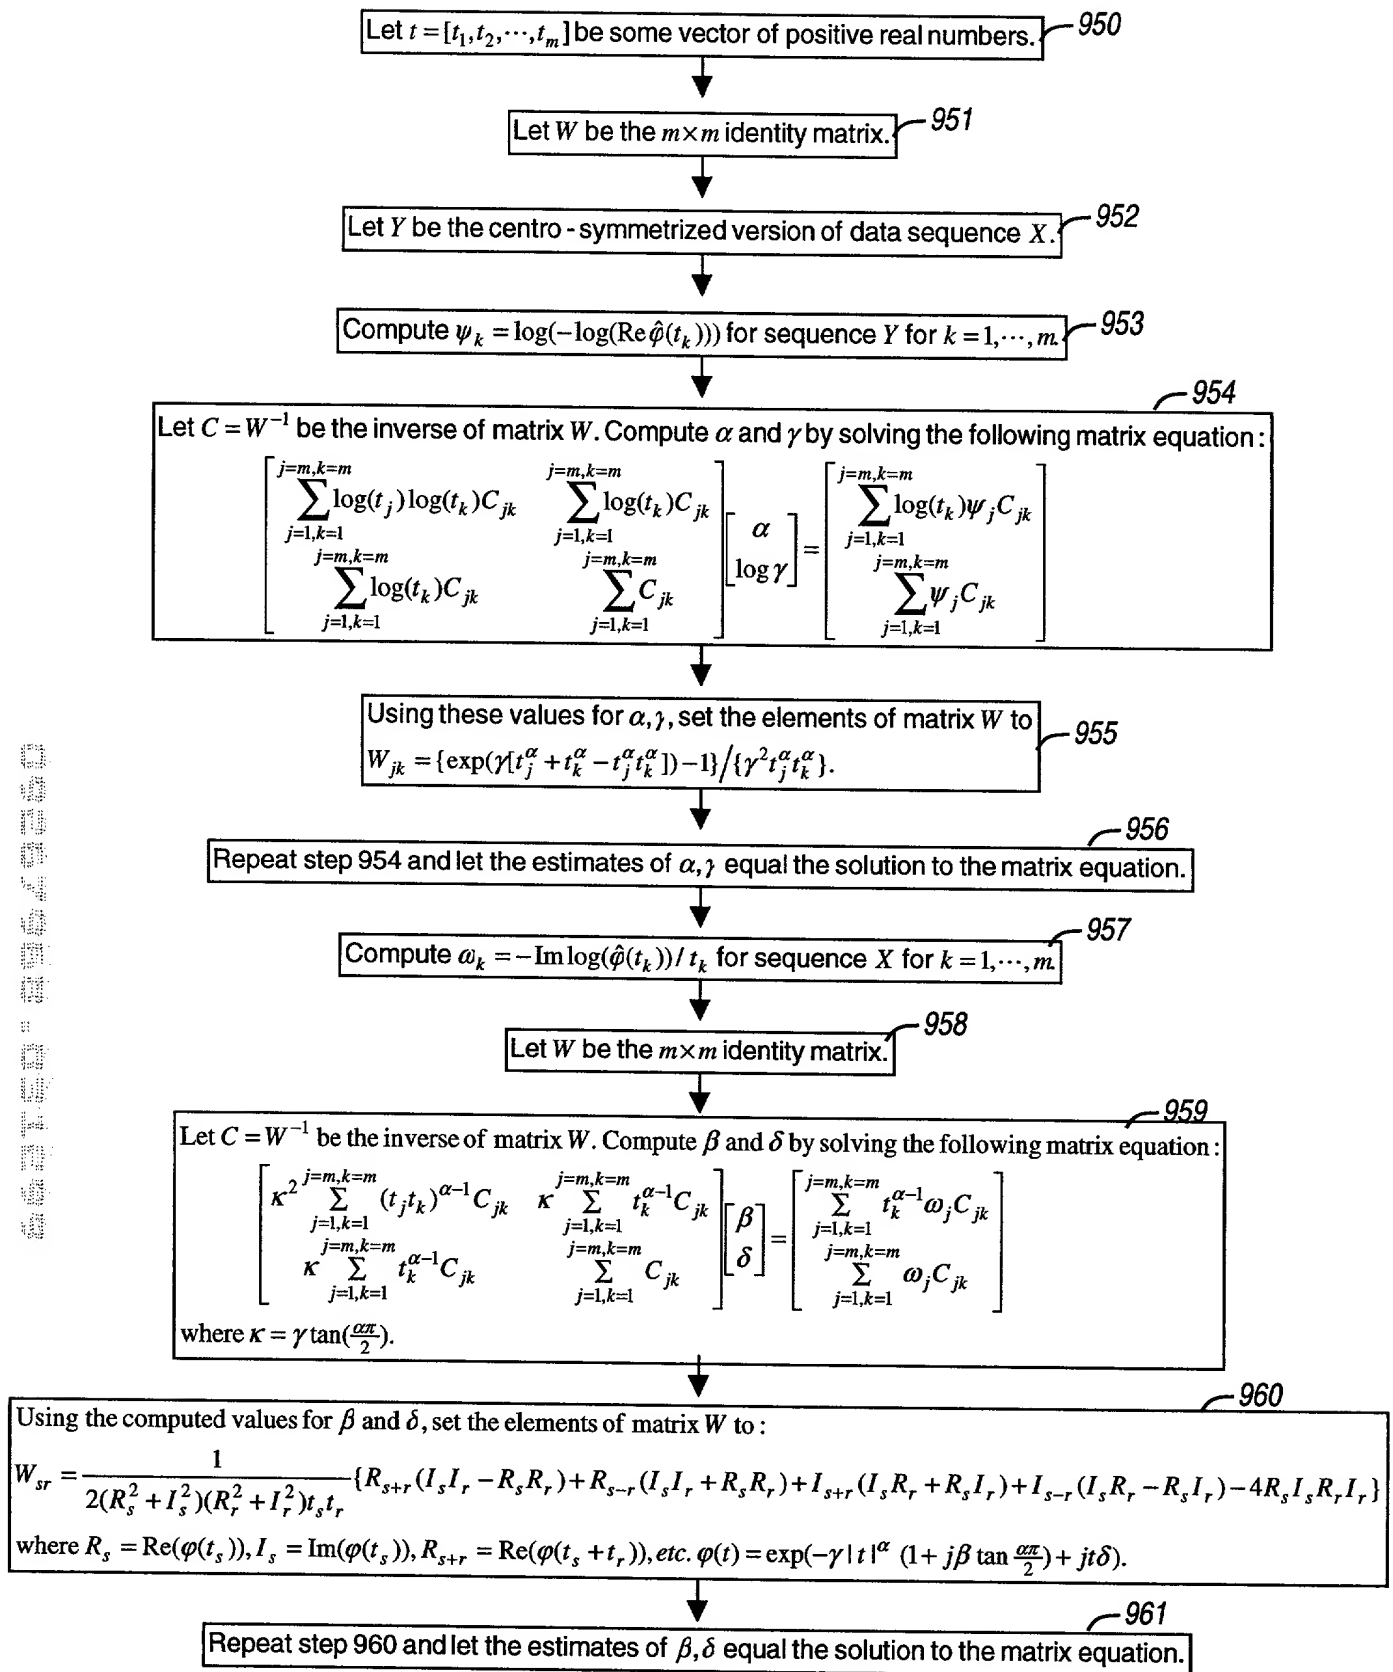 Let t = [t₁,t₂,⋯,t_m] be some vector of positive real numbers. 950
Let W be the m×m identity matrix. 951
Let Y be the centro - symmetrized version of data sequence X. 952
Compute ψ_k = log(−log(Re φ̂(t_k))) for sequence Y for k = 1,⋯,m. 953
954
Let C = W⁻¹ be the inverse of matrix W. Compute α and γ by solving the following matrix equation :
[ ∑_{j=1,k=1}^{j=m,k=m} log(t_j)log(t_k)C_jk   ∑_{j=1,k=1}^{j=m,k=m} log(t_k)C_jk ] [ α ] = [ ∑_{j=1,k=1}^{j=m,k=m} log(t_k)ψ_j C_jk ]
[ ∑_{j=1,k=1}^{j=m,k=m} log(t_k)C_jk   ∑_{j=1,k=1}^{j=m,k=m} C_jk ] [ log γ ] [ ∑_{j=1,k=1}^{j=m,k=m} ψ_j C_jk ]
Using these values for α,γ, set the elements of matrix W to
W_jk = {exp(γ[t_j^α + t_k^α − t_j^α t_k^α]) − 1}/{γ² t_j^α t_k^α}. 955
956
Repeat step 954 and let the estimates of α,γ equal the solution to the matrix equation.
Compute ω_k = −Im log(φ̂(t_k))/t_k for sequence X for k = 1,⋯,m. 957
Let W be the m×m identity matrix. 958
959
Let C = W⁻¹ be the inverse of matrix W. Compute β and δ by solving the following matrix equation :
[ κ² ∑_{j=1,k=1}^{j=m,k=m} (t_j t_k)^{α−1} C_jk   κ ∑_{j=1,k=1}^{j=m,k=m} t_k^{α−1} C_jk ] [ β ] = [ ∑_{j=1,k=1}^{j=m,k=m} t_k^{α−1} ω_j C_jk ]
[ κ ∑_{j=1,k=1}^{j=m,k=m} t_k^{α−1} C_jk   ∑_{j=1,k=1}^{j=m,k=m} C_jk ] [ δ ] [ ∑_{j=1,k=1}^{j=m,k=m} ω_j C_jk ]
where κ = γ tan(απ/2).
960
Using the computed values for β and δ, set the elements of matrix W to :
W_sr = 1/(2(R_s² + I_s²)(R_r² + I_r²)t_s t_r) {R_{s+r}(I_s I_r − R_s R_r) + R_{s−r}(I_s I_r + R_s R_r) + I_{s+r}(I_s R_r + R_s I_r) + I_{s−r}(I_s R_r − R_s I_r) − 4R_s I_s R_r I_r}
where R_s = Re(φ(t_s)), I_s = Im(φ(t_s)), R_{s+r} = Re(φ(t_s + t_r)), etc. φ(t) = exp(−γ|t|^α (1 + jβ tan απ/2) + jtδ).
961
Repeat step 960 and let the estimates of β,δ equal the solution to the matrix equation.